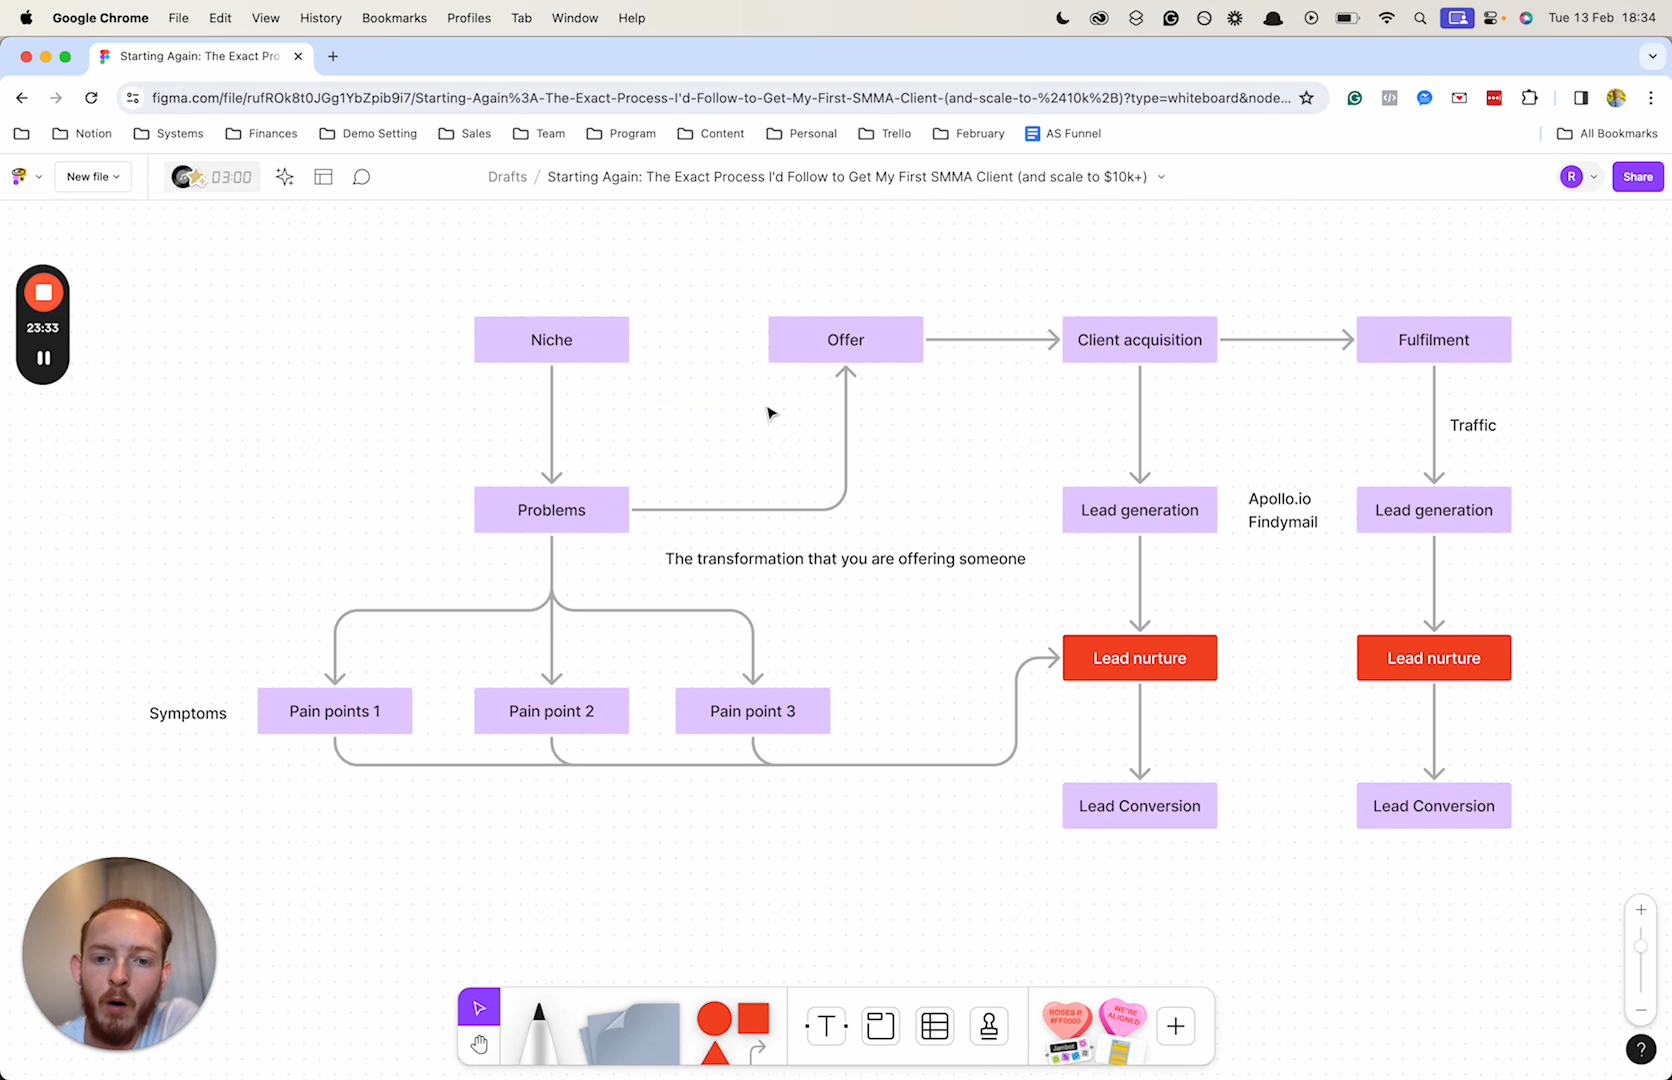 Google Chrome File Edit View History Bookmarks Profiles Tab Window Help Tue 13 Feb 18:34
Starting Again: The Exact Pro
figma.com/file/rufROk8t0JGg1YbZpib9i7/Starting-Again%3A-The-Exact-Process-I'd-Follow-to-Get-My-First-SMMA-Client-(and-scale-to-%2410k%2B)?type=whiteboard&node...
Notion Systems Finances Demo Setting Sales Team Program Content Personal Trello February AS Funnel All Bookmarks
New file 03:00 Drafts / Starting Again: The Exact Process I'd Follow to Get My First SMMA Client (and scale to $10k+) R Share
23:33
Niche Offer Client acquisition Fulfilment
Traffic
Problems Lead generation Apollo.io Lead generation
Findymail
The transformation that you are offering someone
Lead nurture Lead nurture
Symptoms Pain points 1 Pain point 2 Pain point 3
Lead Conversion Lead Conversion
T
ROSES R
#FF0000
WE'RE
ALIGNED
Jambot
?